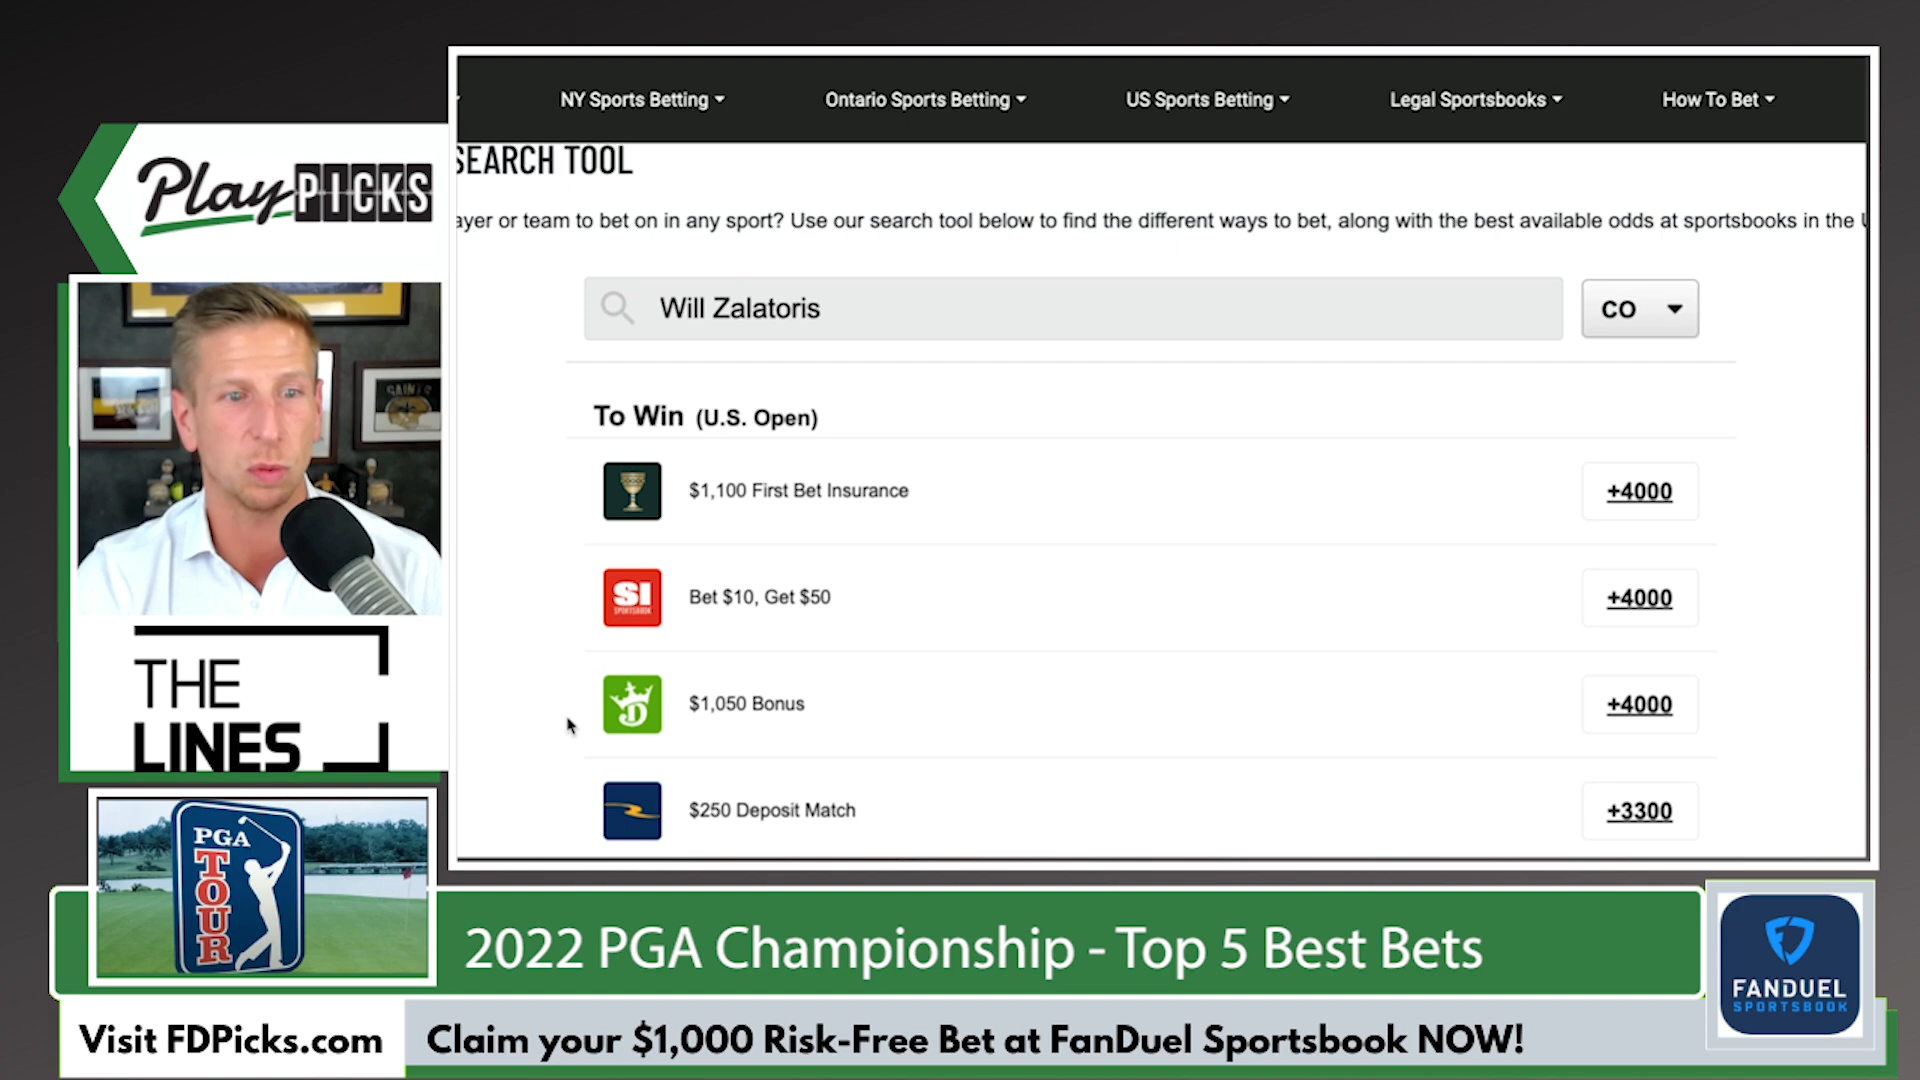 NY Sports Betting
Ontario Sports Betting
US Sports Betting
Legal Sportsbooks
How To Bet
SEARCH TOOL
ayer or team to bet on in any sport? Use our search tool below to find the different ways to bet, along with the best available odds at sportsbooks in the
Will Zalatoris
CO
To Win (U.S. Open)
$1,100 First Bet Insurance
+4000
SI
SPORTSBOOK
Bet $10, Get $50
+4000
D
$1,050 Bonus
+4000
$250 Deposit Match
+3300
PlayPICKS
SAINTS
THE
LINES
PGA
TOUR
2022 PGA Championship - Top 5 Best Bets
FANDUEL
SPORTSBOOK
Visit FDPicks.com
Claim your $1,000 Risk-Free Bet at FanDuel Sportsbook NOW!